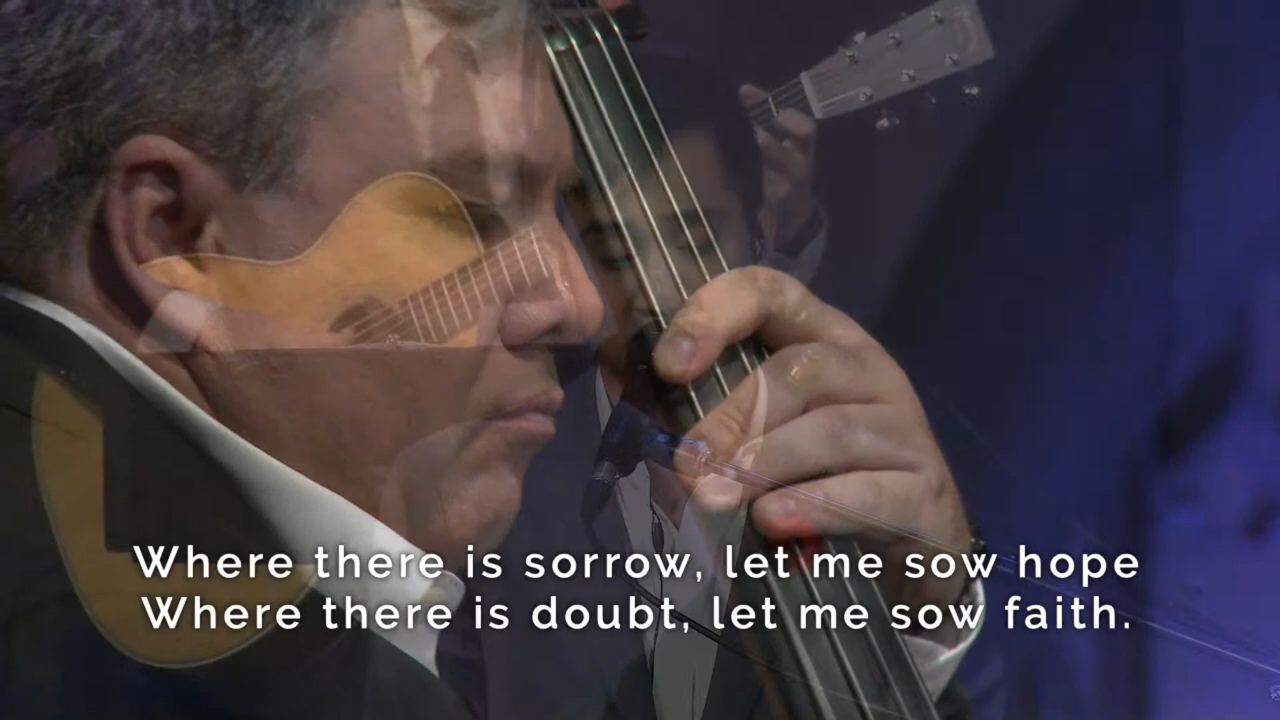 Where there is sorrow, let me sow hope
Where there is doubt, let me sow faith.